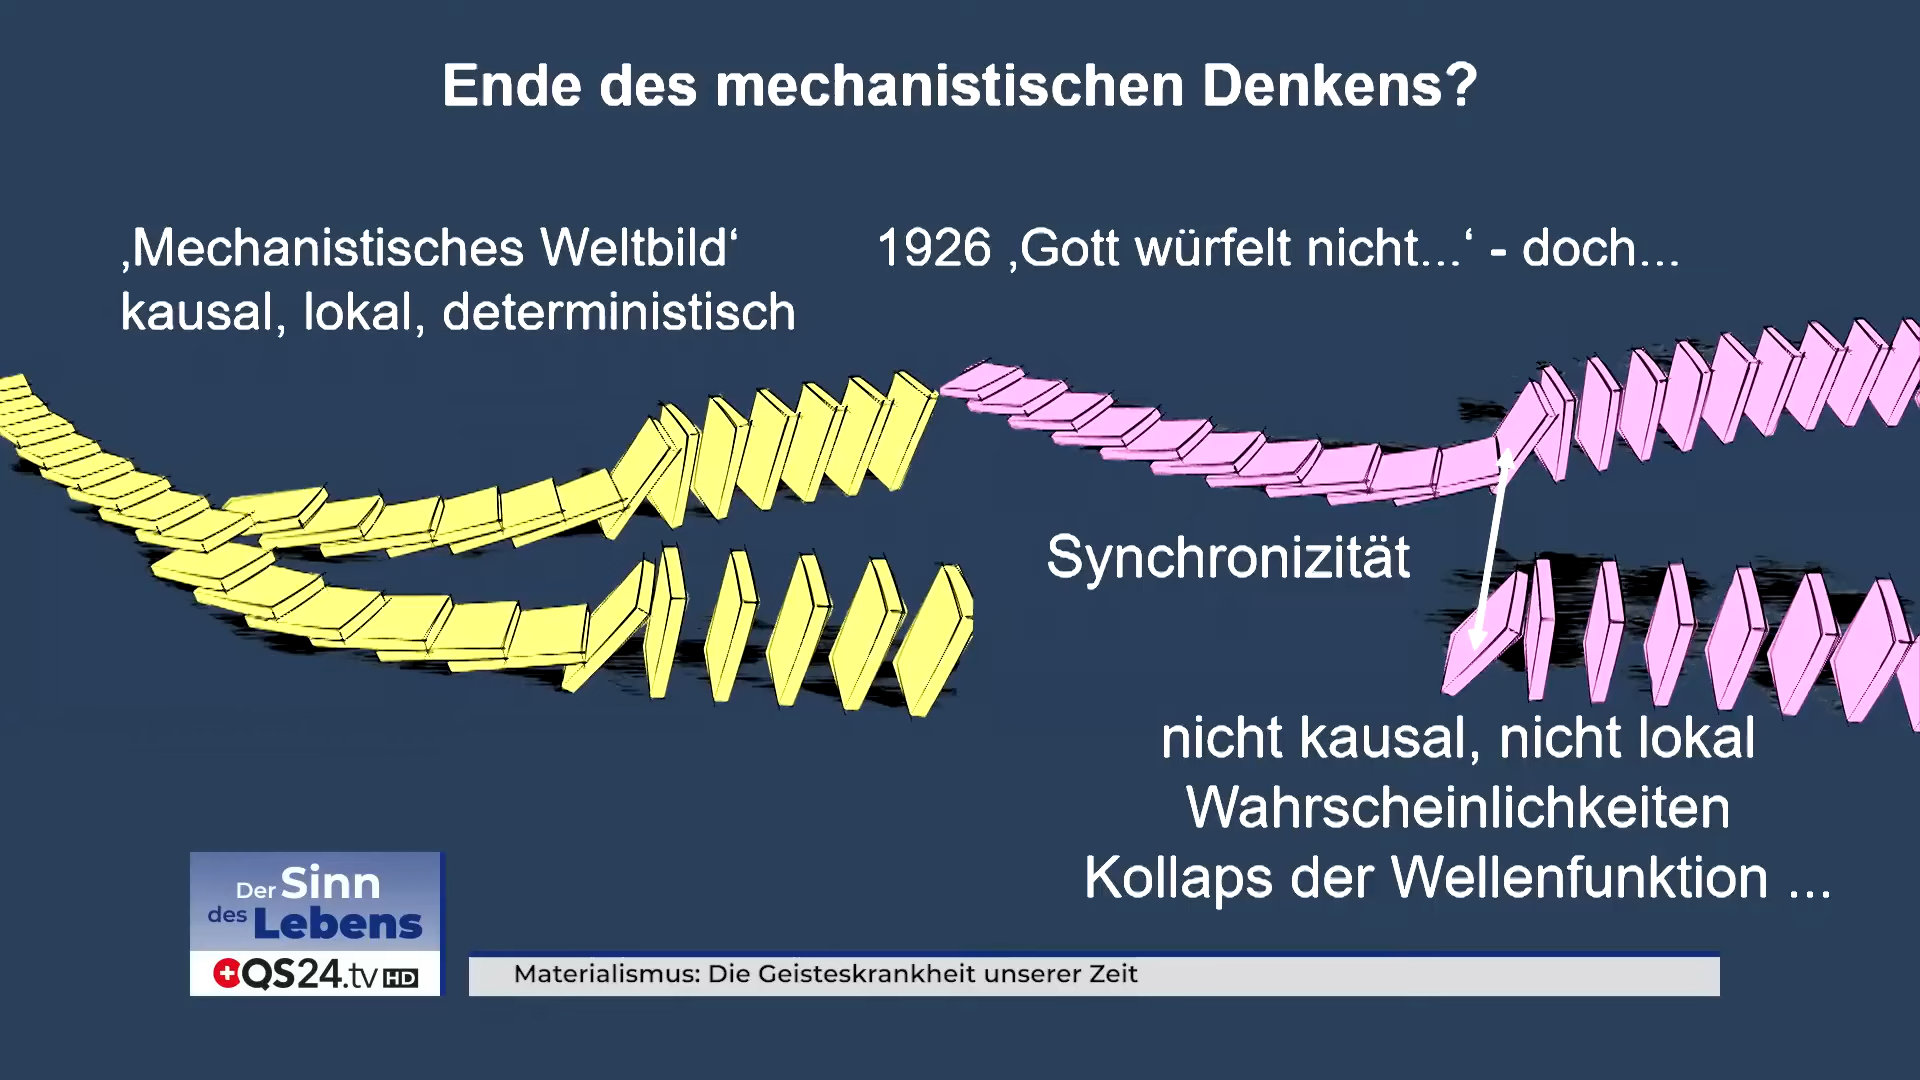 Ende des mechanistischen Denkens?
‚Mechanistisches Weltbild‘
kausal, lokal, deterministisch
1926 ‚Gott würfelt nicht...‘ - doch...
Synchronizität
nicht kausal, nicht lokal
Wahrscheinlichkeiten
Kollaps der Wellenfunktion ...
Der Sinn
des Lebens
QS24.tv HD
Materialismus: Die Geisteskrankheit unserer Zeit